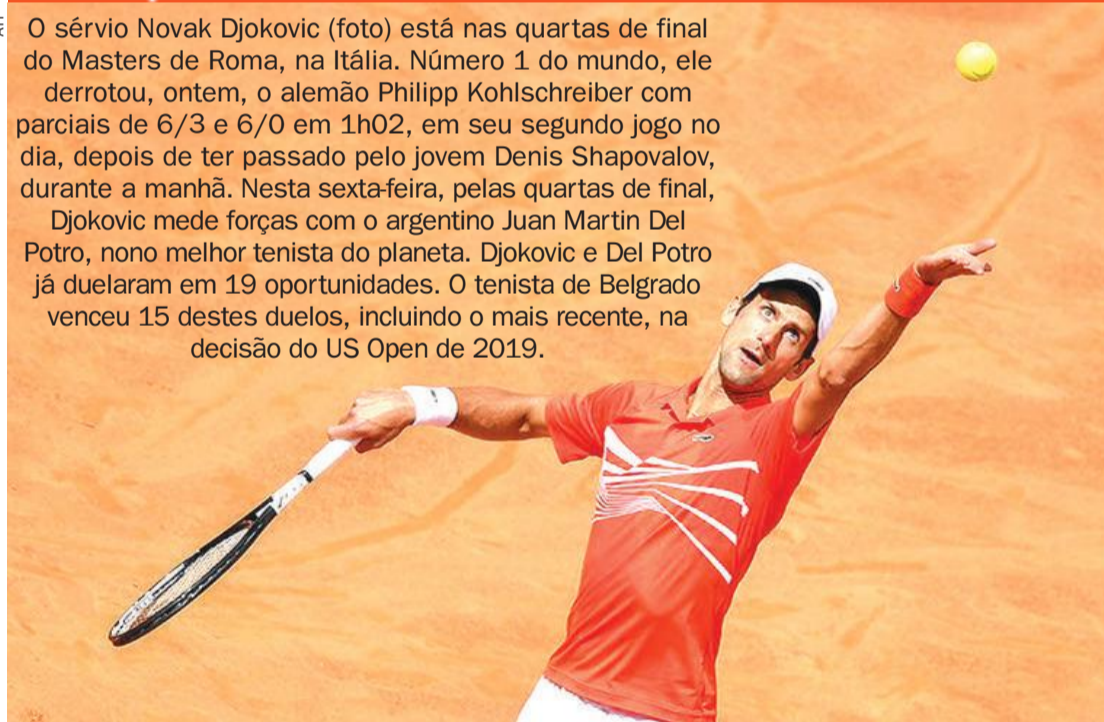 O sérvio Novak Djokovic (foto) está nas quartas de final
do Masters de Roma, na Itália. Número 1 do mundo, ele
derrotou, ontem, o alemão Philipp Kohlschreiber com
parciais de 6/3 e 6/0 em 1h02, em seu segundo jogo no
dia, depois de ter passado pelo jovem Denis Shapovalov,
durante a manhã. Nesta sexta-feira, pelas quartas de final,
Djokovic mede forças com o argentino Juan Martin Del
Potro, nono melhor tenista do planeta. Djokovic e Del Potro
já duelaram em 19 oportunidades. O tenista de Belgrado
venceu 15 destes duelos, incluindo o mais recente, na
decisão do US Open de 2019.